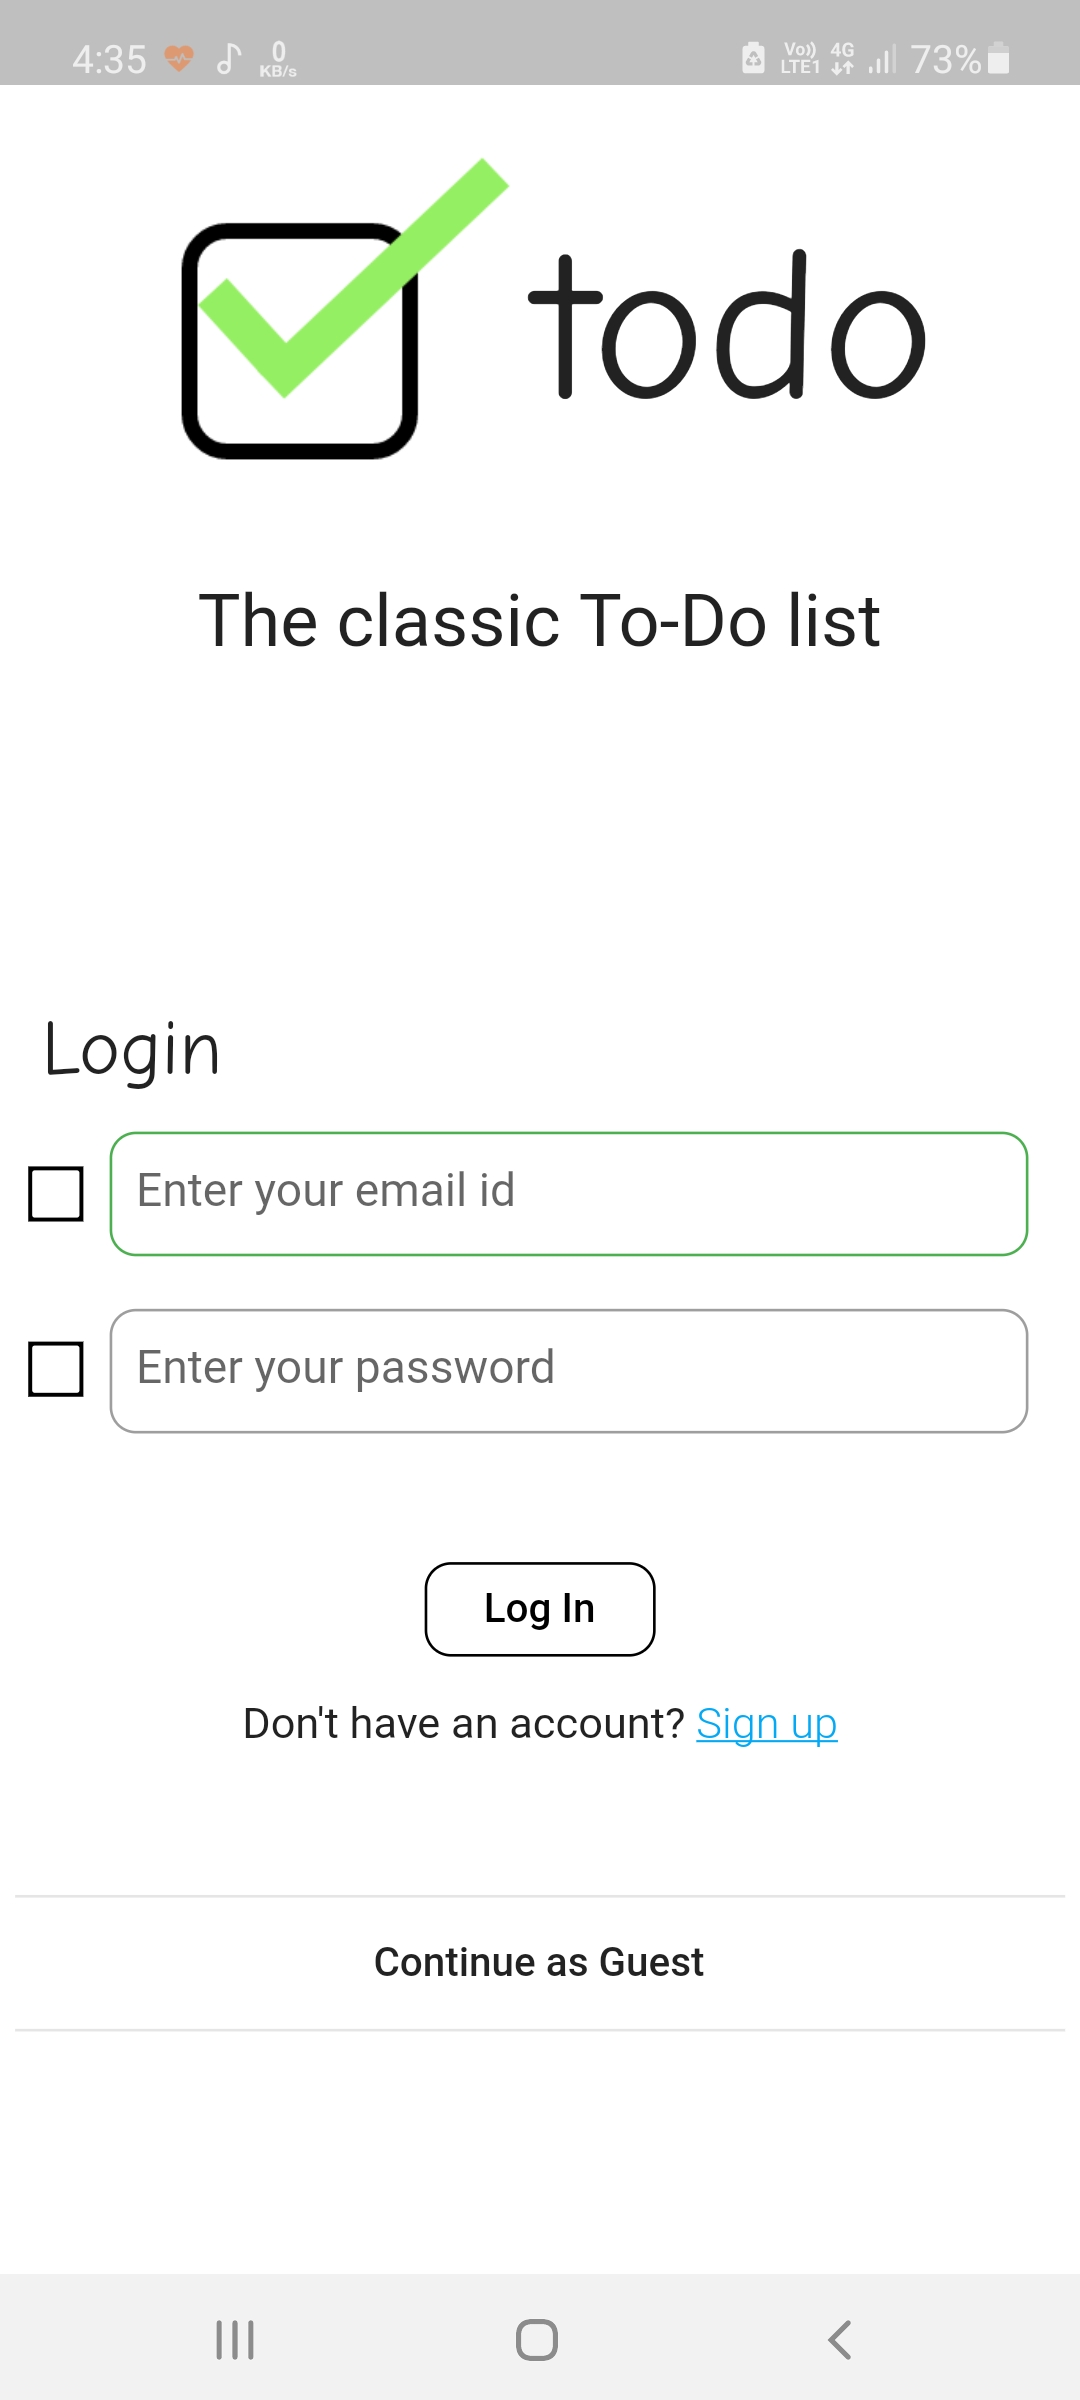 4:35 0 KB/s Vo)) LTE1 4G 73%
todo
The classic To-Do list
Login
Enter your email id
Enter your password
Log In
Don't have an account? Sign up
Continue as Guest